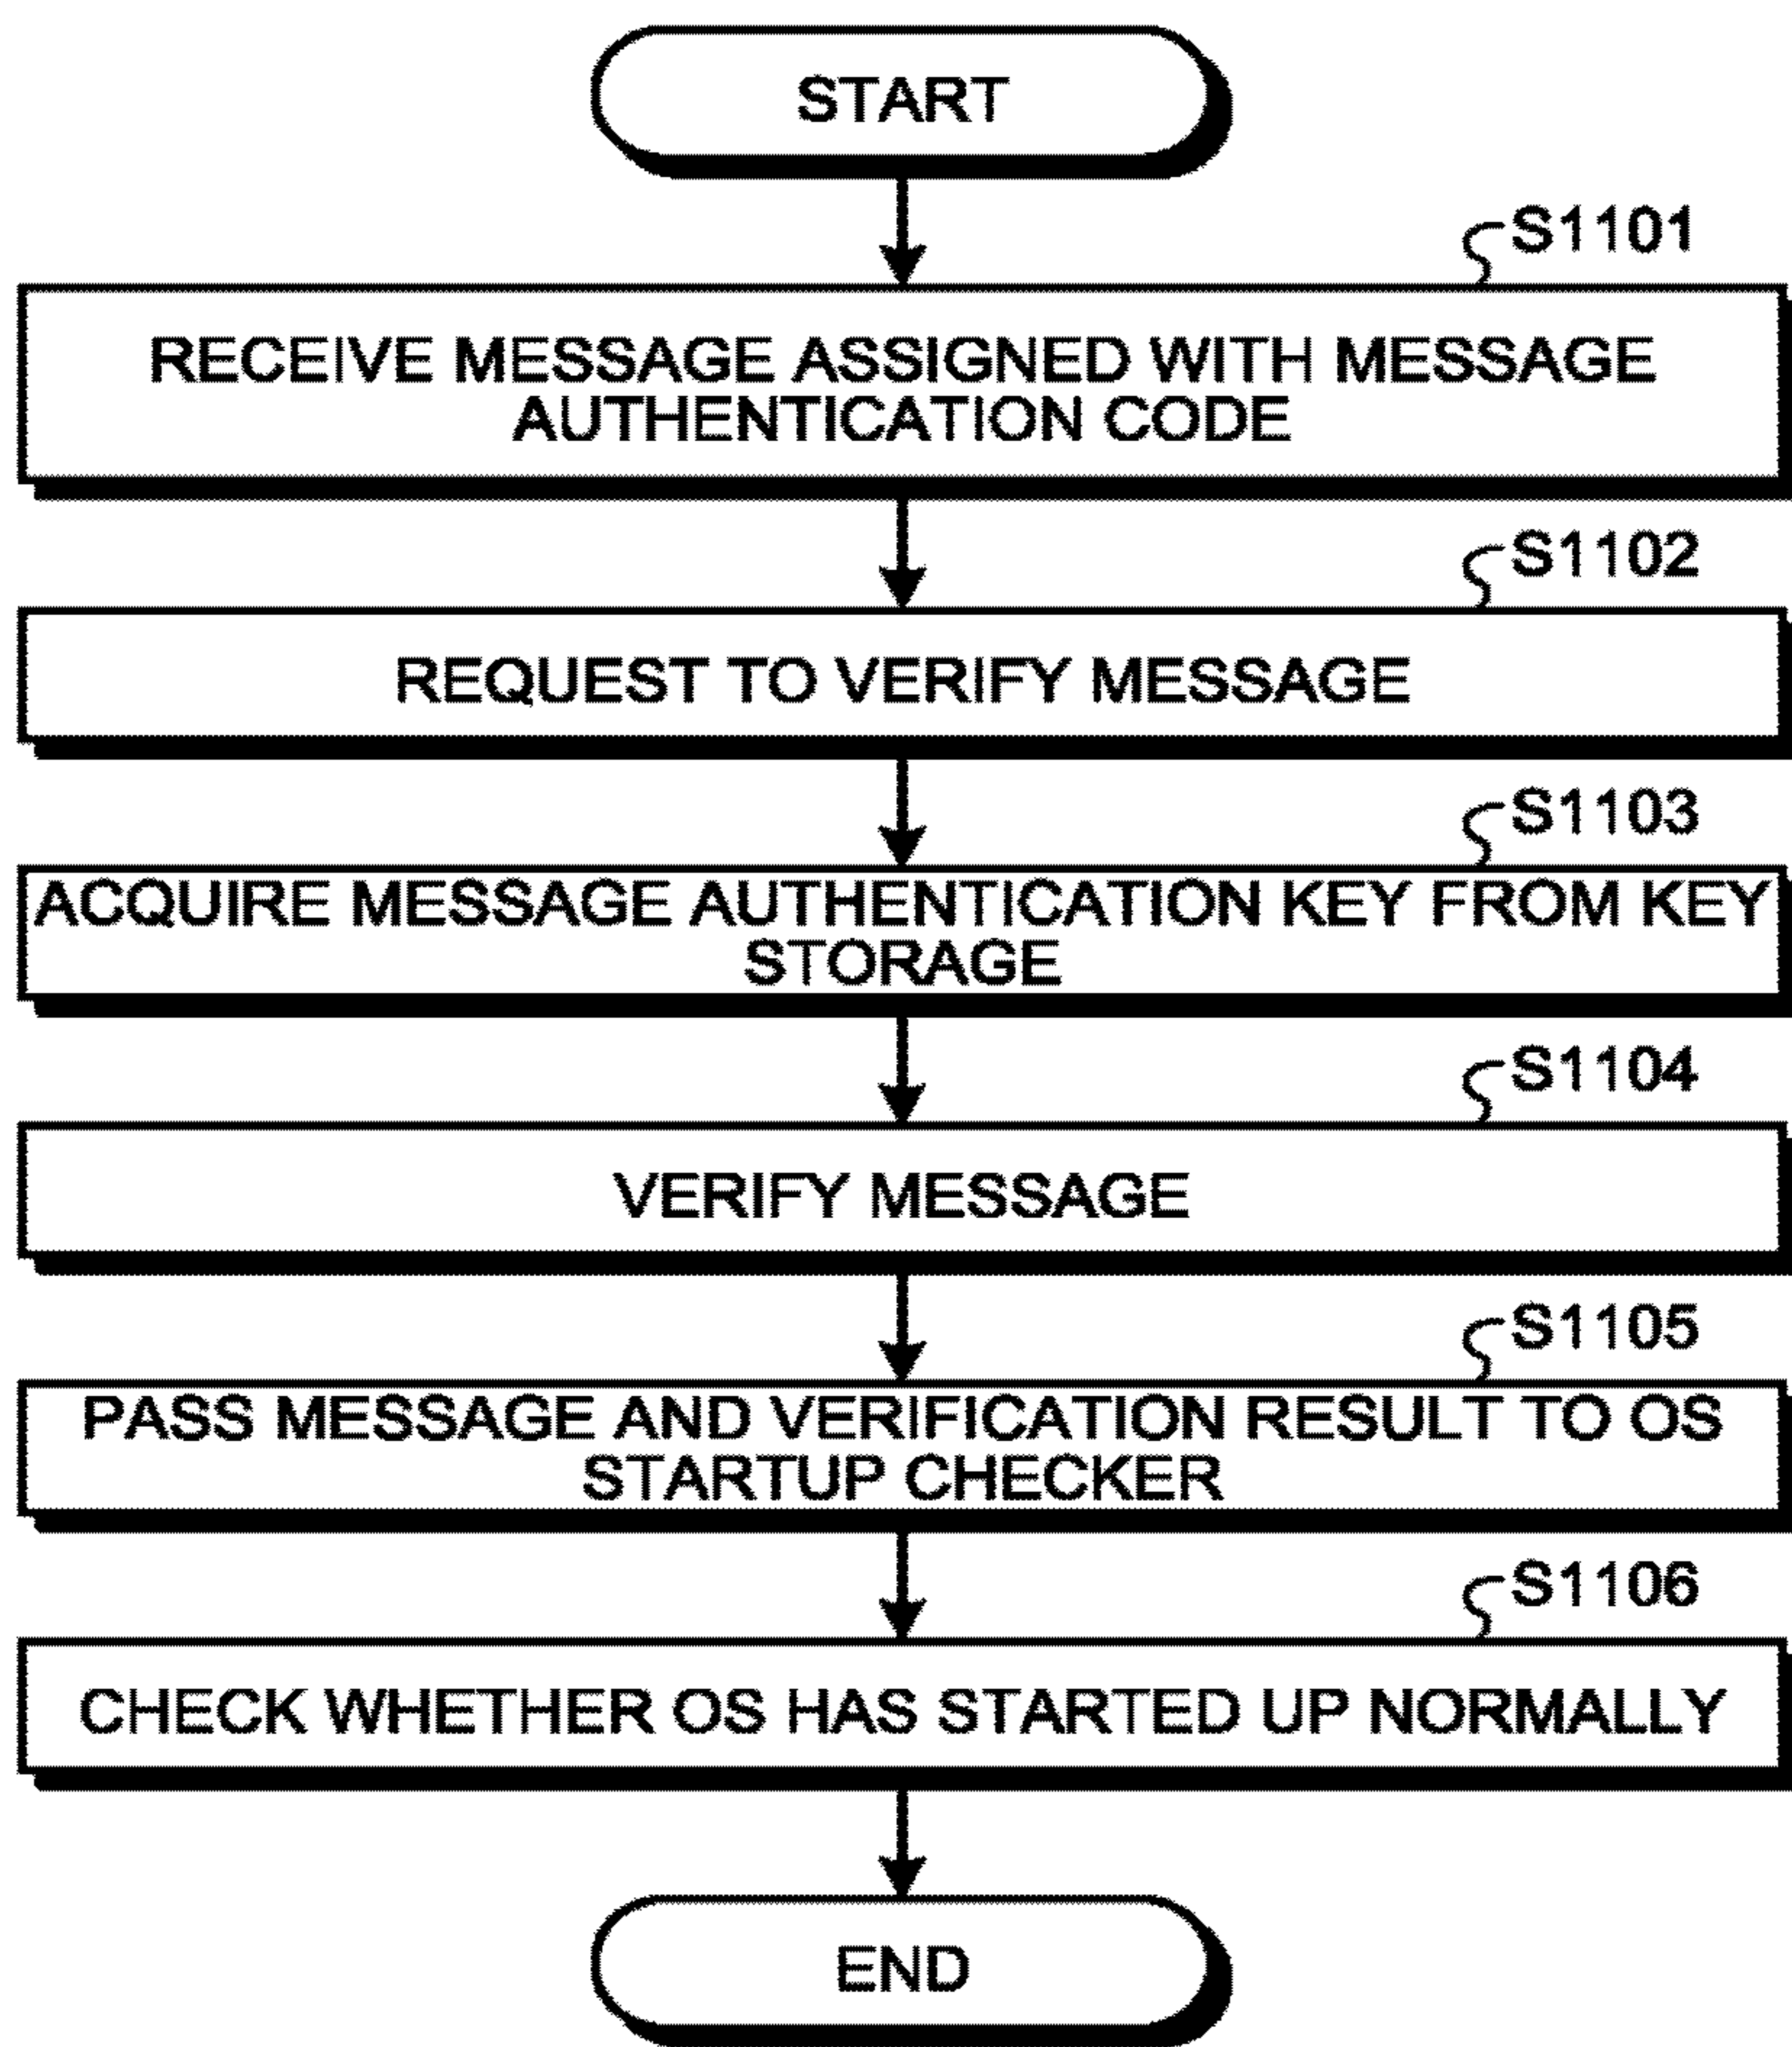 START
S1101
RECEIVE MESSAGE ASSIGNED WITH MESSAGE
AUTHENTICATION CODE
S1102
REQUEST TO VERIFY MESSAGE
S1103
ACQUIRE MESSAGE AUTHENTICATION KEY FROM KEY
STORAGE
S1104
VERIFY MESSAGE
S1105
PASS MESSAGE AND VERIFICATION RESULT TO OS
STARTUP CHECKER
S1106
CHECK WHETHER OS HAS STARTED UP NORMALLY
END